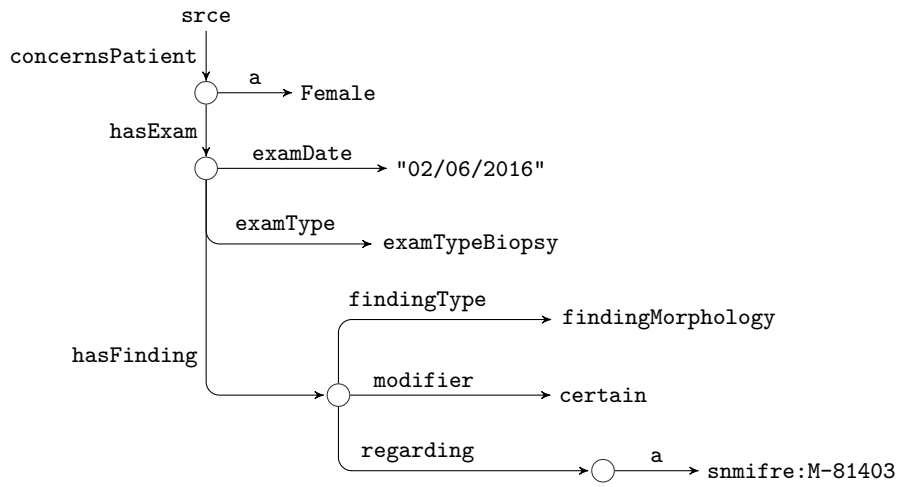 srce
concernsPatient
a
Female
hasExam
examDate
"02/06/2016"
examType
examTypeBiopsy
findingType
findingMorphology
hasFinding
modifier
certain
regarding
a
snmifre:M-81403